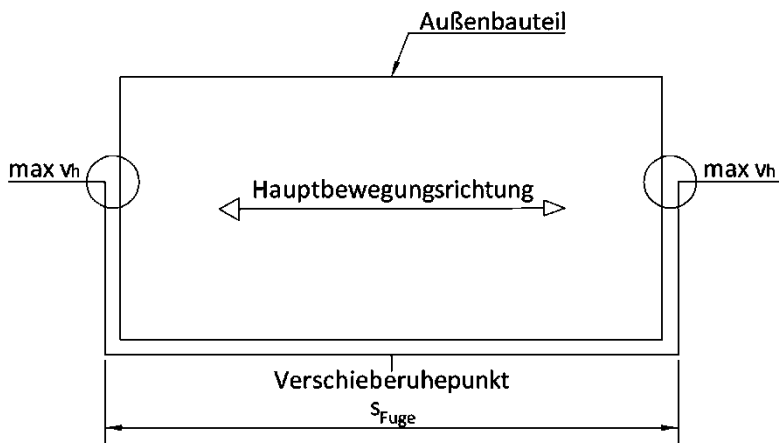 Außenbauteil
max vh
max vh
Hauptbewegungsrichtung
Verschieberuhepunkt
sFuge